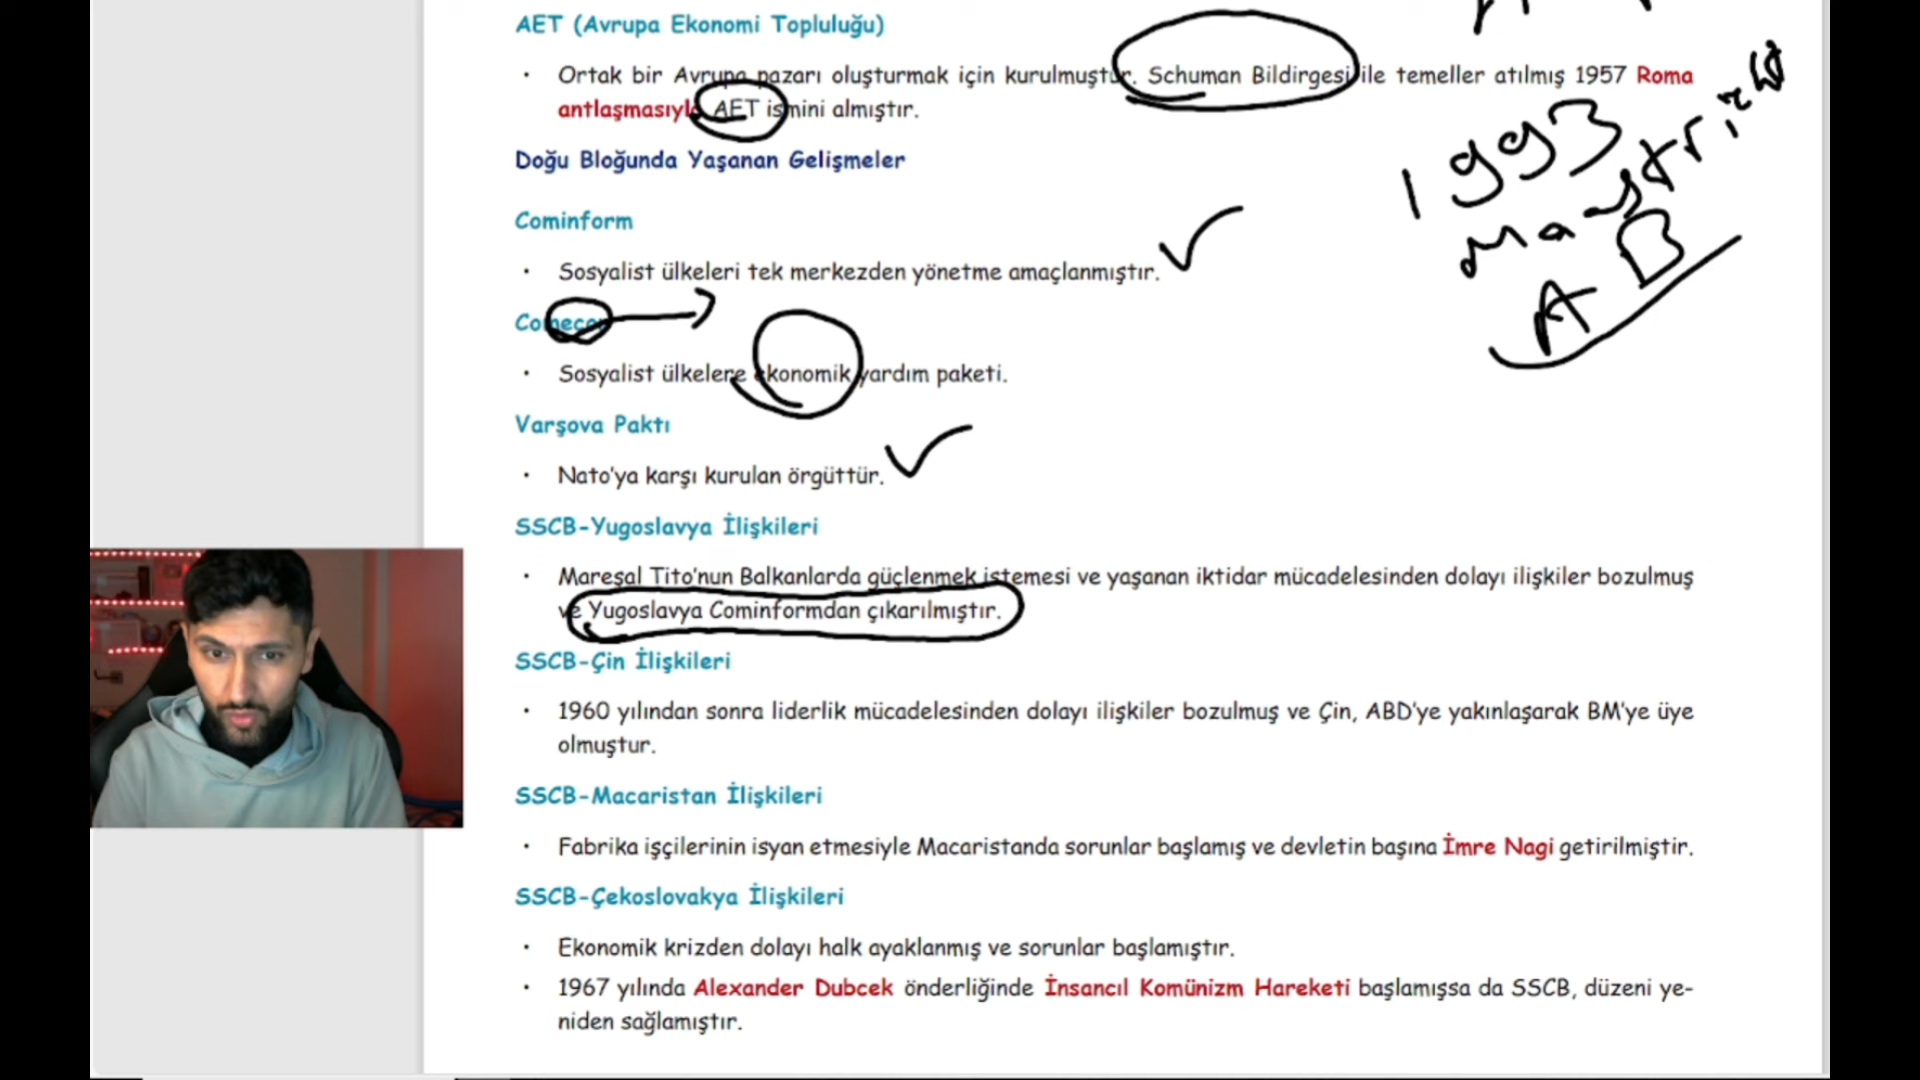 AET (Avrupa Ekonomi Topluluğu)
• Ortak bir Avrupa pazarı oluşturmak için kurulmuştur. Schuman Bildirgesi ile temeller atılmış 1957 Roma
antlaşmasıyla AET ismini almıştır.
1993
Mastricht
AB
Doğu Bloğunda Yaşanan Gelişmeler
Cominform
• Sosyalist ülkeleri tek merkezden yönetme amaçlanmıştır.
Comecon
• Sosyalist ülkelere ekonomik yardım paketi.
Varşova Paktı
• Nato'ya karşı kurulan örgüttür.
SSCB-Yugoslavya İlişkileri
• Mareşal Tito'nun Balkanlarda güçlenmek istemesi ve yaşanan iktidar mücadelesinden dolayı ilişkiler bozulmuş
ve Yugoslavya Cominformdan çıkarılmıştır.
SSCB-Çin İlişkileri
• 1960 yılından sonra liderlik mücadelesinden dolayı ilişkiler bozulmuş ve Çin, ABD'ye yakınlaşarak BM'ye üye
olmuştur.
SSCB-Macaristan İlişkileri
• Fabrika işçilerinin isyan etmesiyle Macaristanda sorunlar başlamış ve devletin başına İmre Nagi getirilmiştir.
SSCB-Çekoslovakya İlişkileri
• Ekonomik krizden dolayı halk ayaklanmış ve sorunlar başlamıştır.
• 1967 yılında Alexander Dubcek önderliğinde İnsancıl Komünizm Hareketi başlamışsa da SSCB, düzeni ye-
niden sağlamıştır.